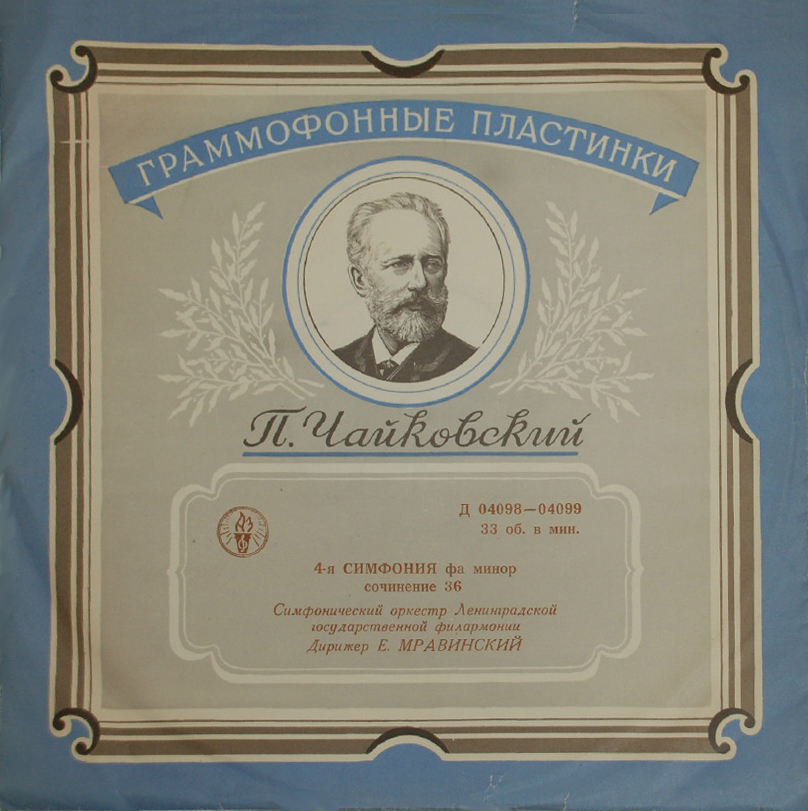 ГРАММОФОННЫЕ ПЛАСТИНКИ
П. Чайковский
Д 04098—04099
33 об. в мин.
4-я СИМФОНИЯ фа минор
сочинение 36
Симфонический оркестр Ленинградской
государственной филармонии
Дирижер Е. МРАВИНСКИЙ